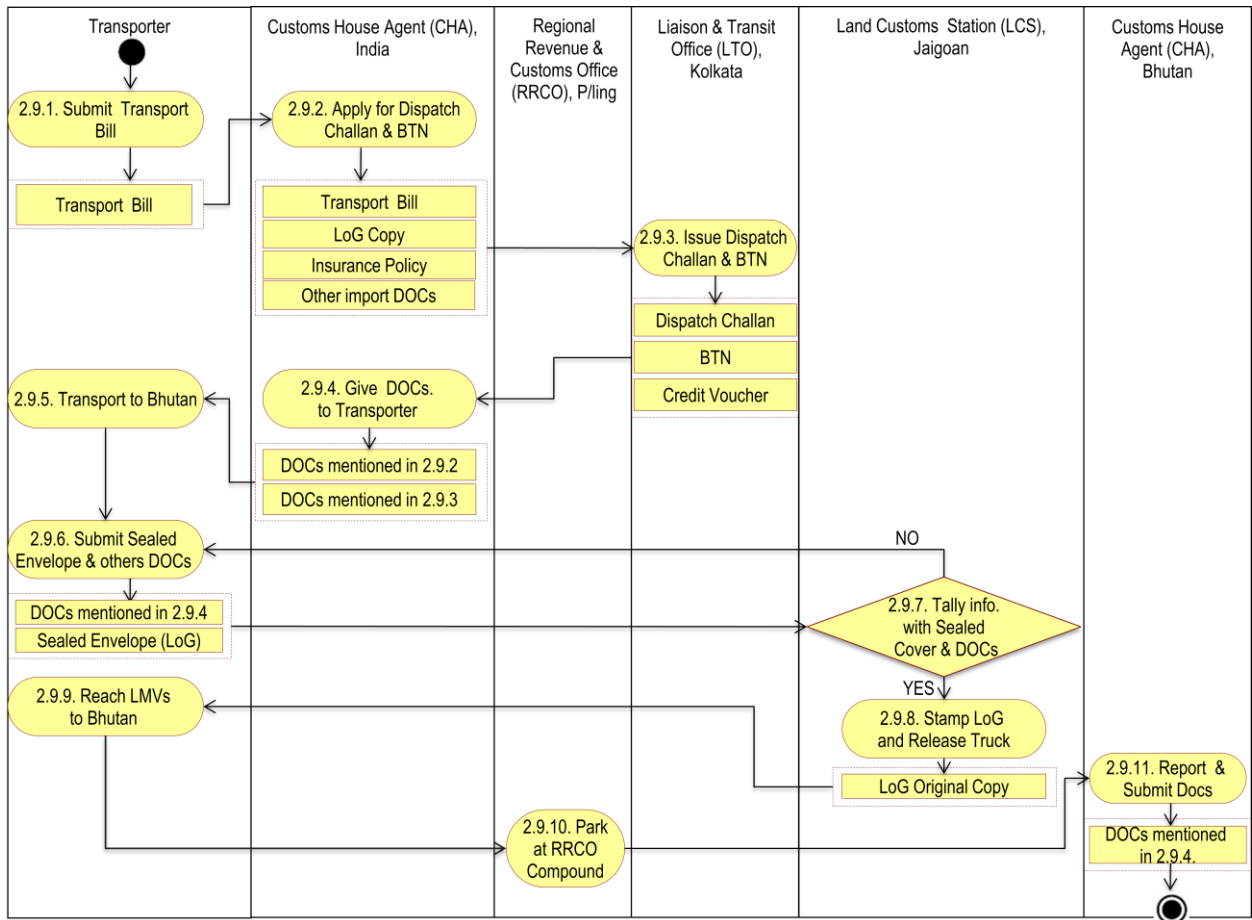 Transporter
Customs House Agent (CHA),
India
Regional
Revenue &
Customs Office
(RRCO), P/ling
Liaison & Transit
Office (LTO),
Kolkata
Land Customs  Station (LCS),
Jaigoan
Customs House
Agent (CHA),
Bhutan
2.9.1. Submit  Transport
Bill
Transport  Bill
2.9.2. Apply for Dispatch
Challan & BTN
Transport Bill
LoG Copy
Insurance Policy
Other import DOCs
2.9.3. Issue Dispatch
Challan & BTN
Dispatch Challan
BTN
Credit Voucher
2.9.4. Give  DOCs.
to Transporter
DOCs mentioned in 2.9.2
DOCs mentioned in 2.9.3
2.9.5. Transport to Bhutan
2.9.6. Submit Sealed
Envelope & others DOCs
DOCs mentioned in 2.9.4
Sealed Envelope (LoG)
NO
2.9.7. Tally info.
with Sealed
Cover & DOCs
YES
2.9.8. Stamp LoG
and Release Truck
LoG Original Copy
2.9.9. Reach LMVs
to Bhutan
2.9.10. Park
at RRCO
Compound
2.9.11. Report  &
Submit Docs
DOCs mentioned
in 2.9.4.